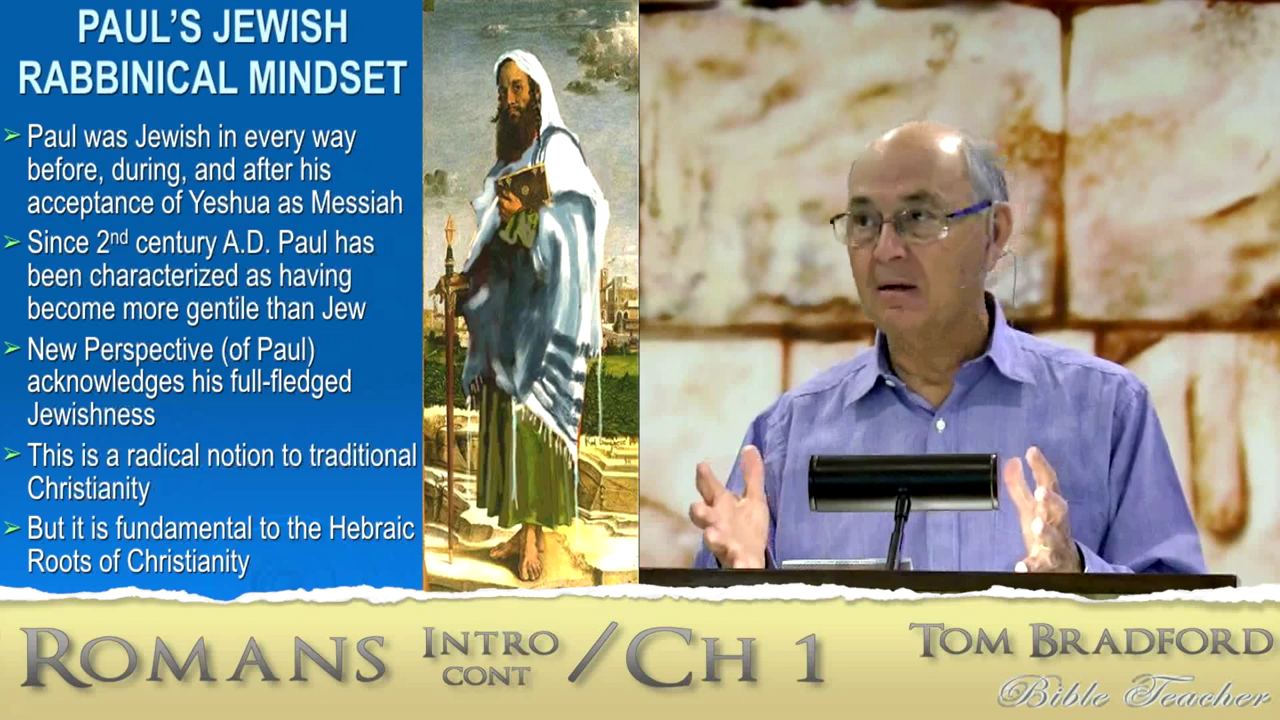 PAUL'S JEWISH
RABBINICAL MINDSET
➢ Paul was Jewish in every way
before, during, and after his
acceptance of Yeshua as Messiah
➢ Since 2nd century A.D. Paul has
been characterized as having
become more gentile than Jew
➢ New Perspective (of Paul)
acknowledges his full-fledged
Jewishness
➢ This is a radical notion to traditional
Christianity
➢ But it is fundamental to the Hebraic
Roots of Christianity
ROMANS INTRO CONT / CH 1
TOM BRADFORD
Bible Teacher